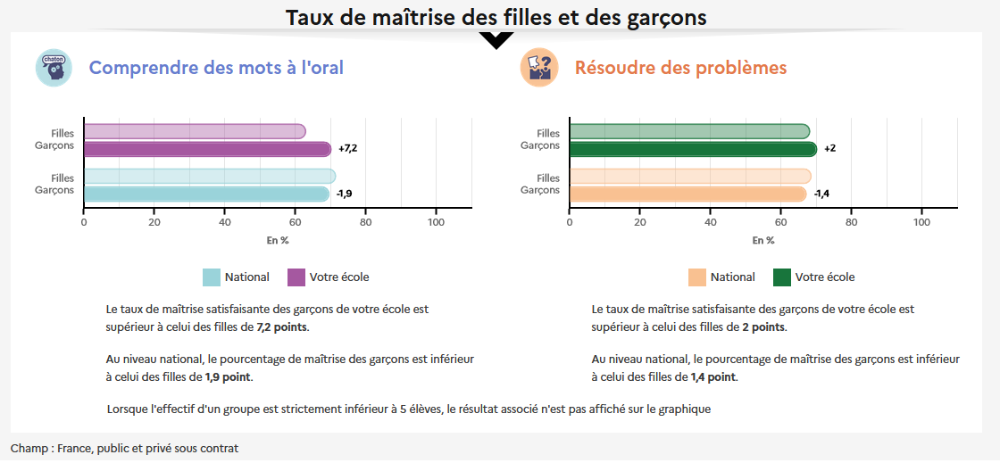 Taux de maîtrise des filles et des garçons
chaton
Comprendre des mots à l'oral
Filles
Garçons
+7,2
Filles
Garçons
-1,9
0 20 40 60 80 100
En %
National Votre école
Le taux de maîtrise satisfaisante des garçons de votre école est
supérieur à celui des filles de 7,2 points.
Au niveau national, le pourcentage de maîtrise des garçons est inférieur
à celui des filles de 1,9 point.
?
Résoudre des problèmes
Filles
Garçons
+2
Filles
Garçons
-1,4
0 20 40 60 80 100
En %
National Votre école
Le taux de maîtrise satisfaisante des garçons de votre école est
supérieur à celui des filles de 2 points.
Au niveau national, le pourcentage de maîtrise des garçons est inférieur
à celui des filles de 1,4 point.
Lorsque l'effectif d'un groupe est strictement inférieur à 5 élèves, le résultat associé n'est pas affiché sur le graphique
Champ : France, public et privé sous contrat